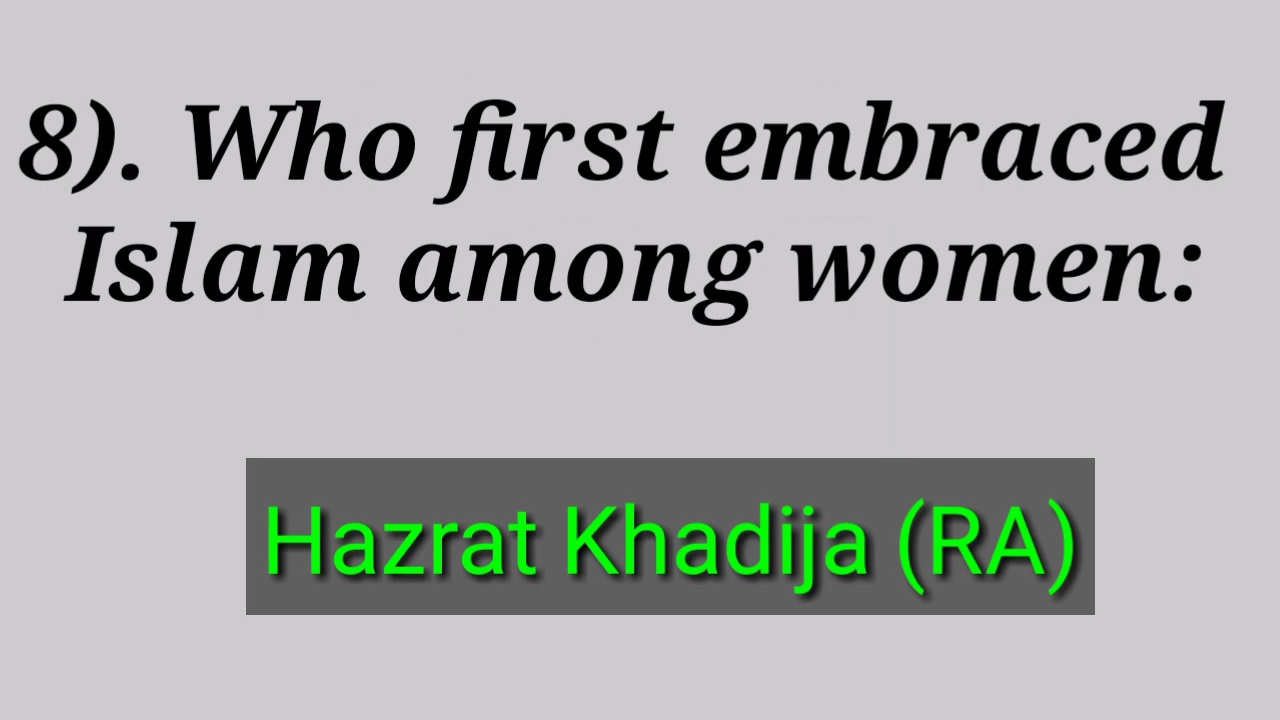 8). Who first embraced
Islam among women:
Hazrat Khadija (RA)